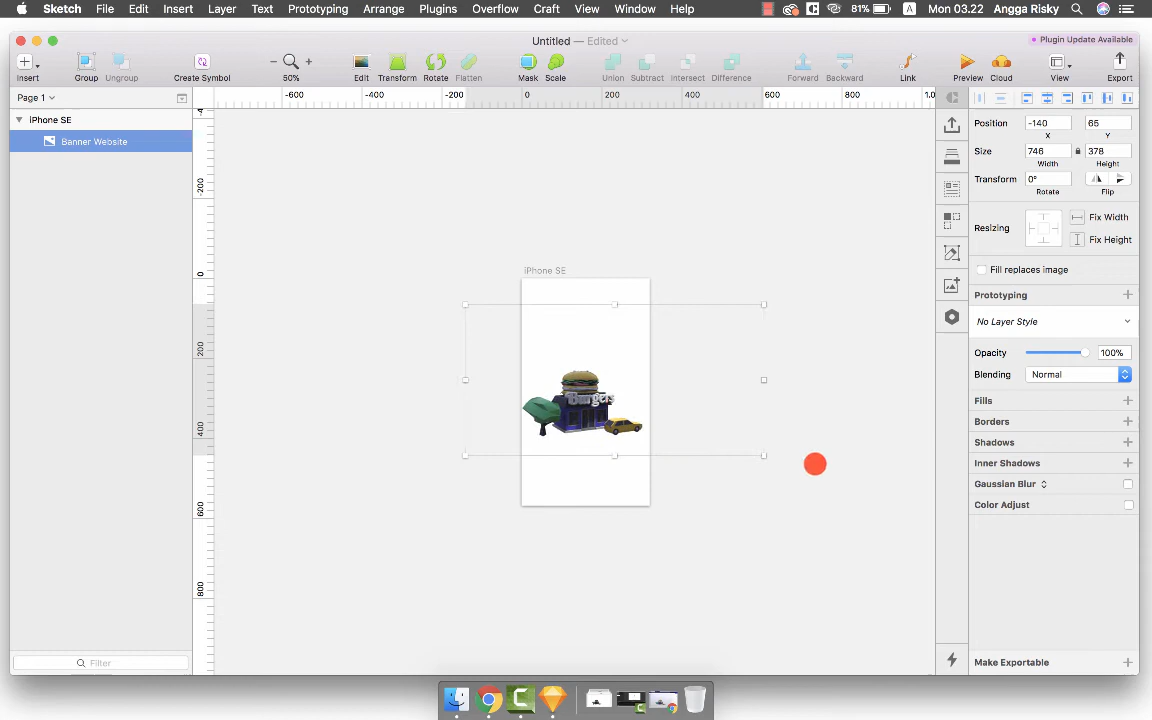 Sketch File Edit Insert Layer Text Prototyping Arrange Plugins Overflow Craft View Window Help 81% A Mon 03.22 Angga Risky
Untitled — Edited
Plugin Update Available
Insert Group Ungroup Create Symbol 50% Edit Transform Rotate Flatten Mask Scale Union Subtract Intersect Difference Forward Backward Link Preview Cloud View Export
Page 1
-600 -400 -200 0 200 400 600 800 1.0
iPhone SE
Banner Website
-200
0
200
400
600
800
iPhone SE
Burgers
Filter
Position -140 65
X Y
Size 746 378
Width Height
Transform 0°
Rotate Flip
Resizing Fix Width
Fix Height
Fill replaces image
Prototyping
No Layer Style
Opacity 100%
Blending Normal
Fills
Borders
Shadows
Inner Shadows
Gaussian Blur
Color Adjust
Make Exportable